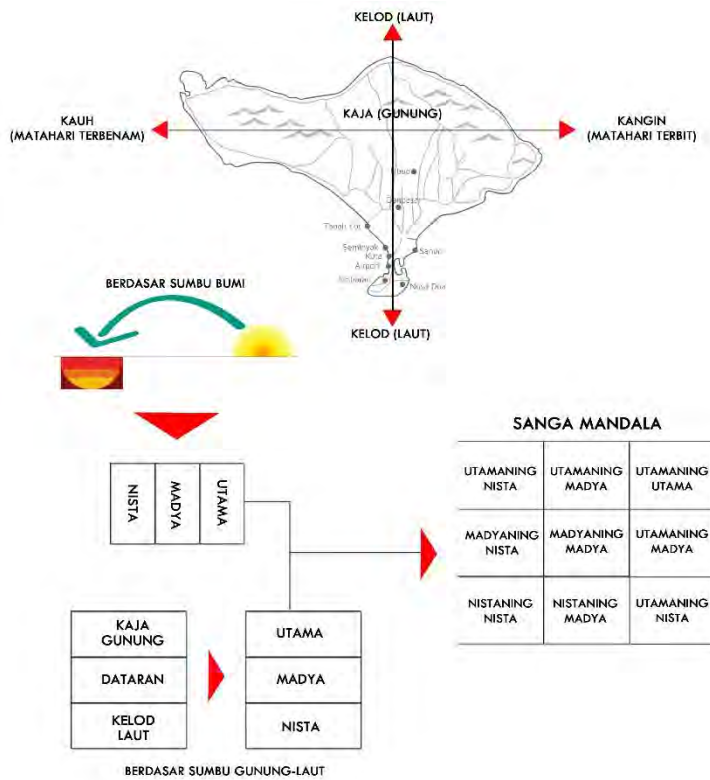 KELOD (LAUT)
KAUH
(MATAHARI TERBENAM)
KAJA (GUNUNG)
KANGIN
(MATAHARI TERBIT)
Ubud
Denpasar
Tanah Lot
Seminyak
Kuta
Airport
Sanur
Nusa Dua
KELOD (LAUT)
BERDASAR SUMBU BUMI
NISTA
MADYA
UTAMA
SANGA MANDALA
UTAMANING
NISTA
UTAMANING
MADYA
UTAMANING
UTAMA
MADYANING
NISTA
MADYANING
MADYA
UTAMANING
MADYA
NISTANING
NISTA
NISTANING
MADYA
UTAMANING
NISTA
KAJA
GUNUNG
DATARAN
KELOD
LAUT
UTAMA
MADYA
NISTA
BERDASAR SUMBU GUNUNG-LAUT